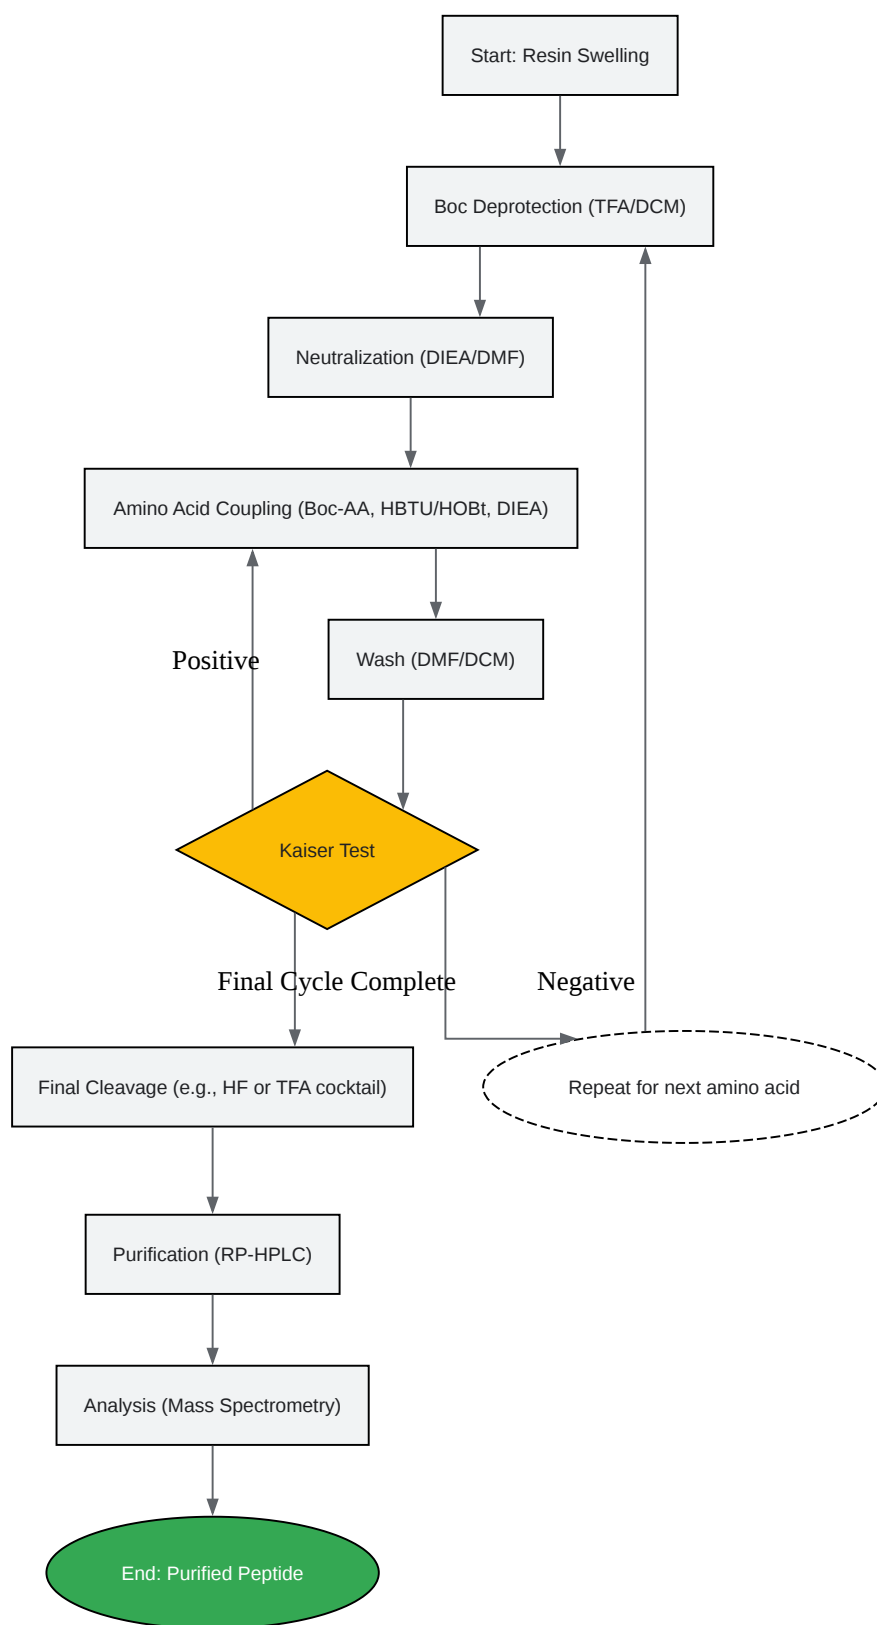 Start: Resin Swelling
Boc Deprotection (TFA/DCM)
Neutralization (DIEA/DMF)
Amino Acid Coupling (Boc-AA, HBTU/HOBt, DIEA)
Positive
Wash (DMF/DCM)
Kaiser Test
Final Cycle Complete
Negative
Final Cleavage (e.g., HF or TFA cocktail)
Repeat for next amino acid
Purification (RP-HPLC)
Analysis (Mass Spectrometry)
End: Purified Peptide